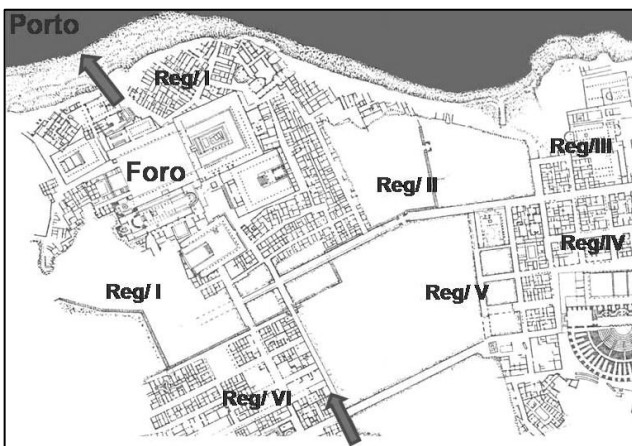 Porto
Reg/ I
Foro
Reg/III
Reg/ II
Reg/IV
Reg/ I
Reg/ V
Reg/ VI